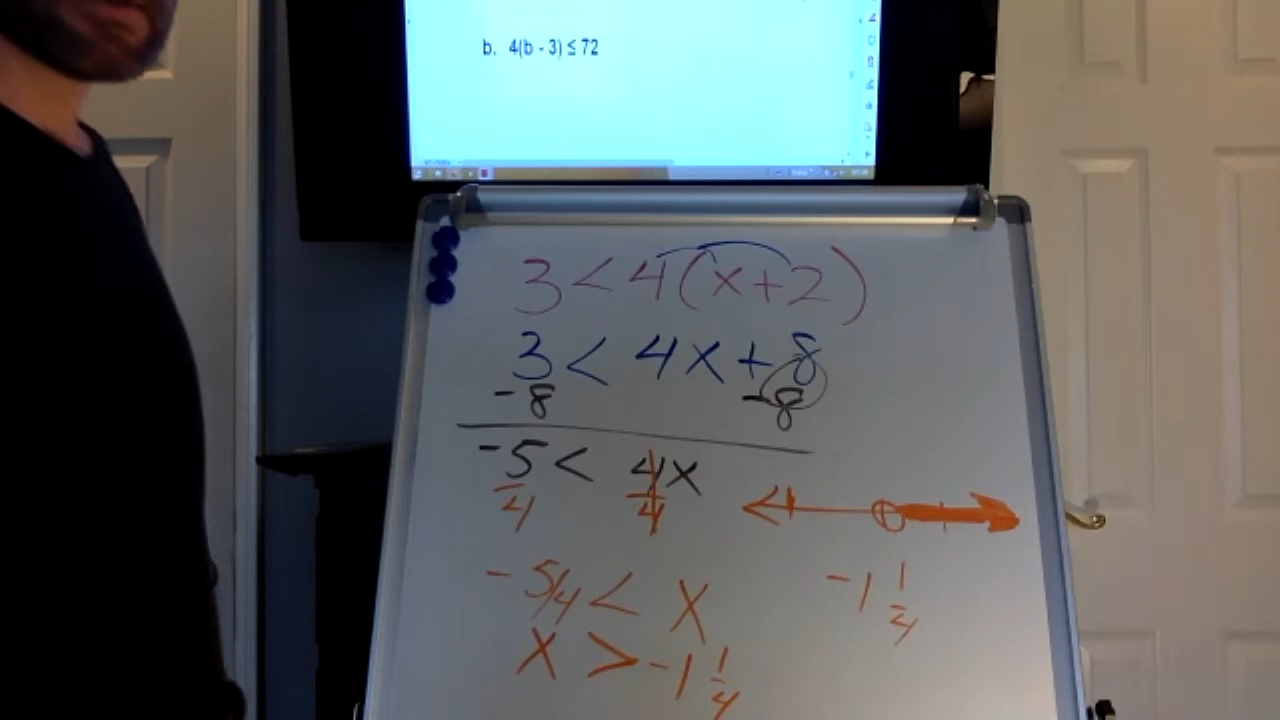 b. 4(b - 3) ≤ 72
3 < 4(x+2)
3 < 4x + 8
-8 -8
-5 < 4x
4 4
-5/4 < x
-1 1/4
x > -1 1/4